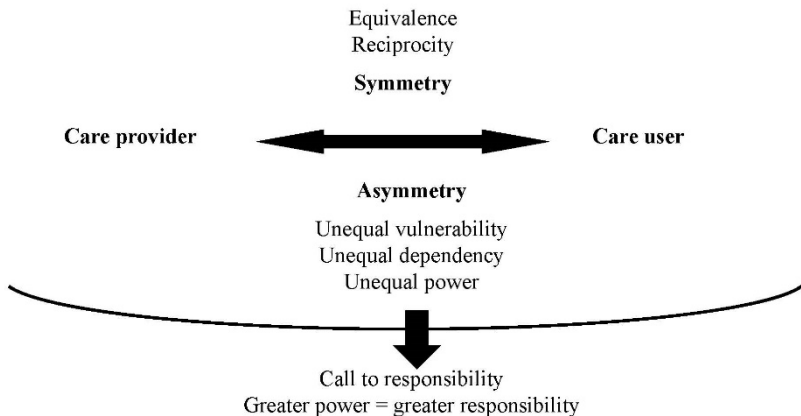 Equivalence
Reciprocity
Symmetry
Care provider
Care user
Asymmetry
Unequal vulnerability
Unequal dependency
Unequal power
Call to responsibility
Greater power = greater responsibility